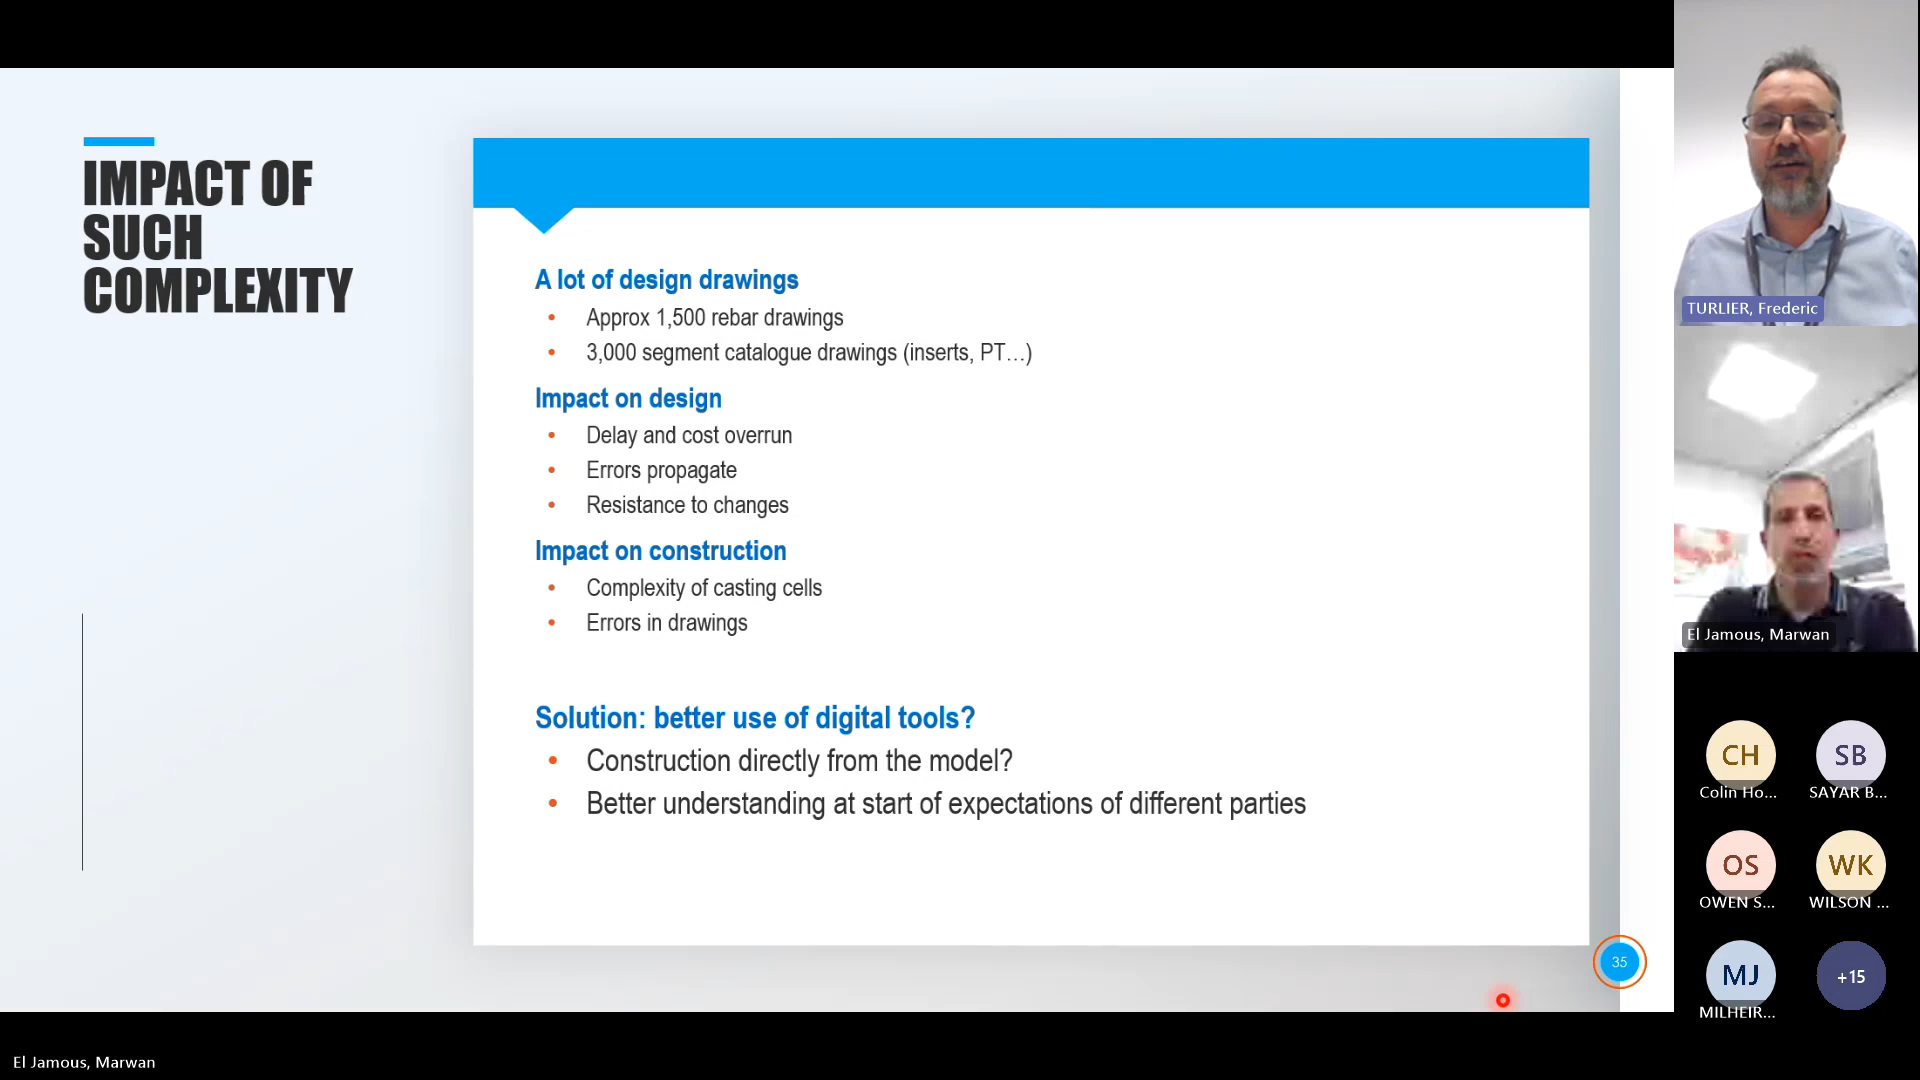 IMPACT OF
SUCH
COMPLEXITY
A lot of design drawings
• Approx 1,500 rebar drawings
• 3,000 segment catalogue drawings (inserts, PT…)
Impact on design
• Delay and cost overrun
• Errors propagate
• Resistance to changes
Impact on construction
• Complexity of casting cells
• Errors in drawings
Solution: better use of digital tools?
• Construction directly from the model?
• Better understanding at start of expectations of different parties
35
TURLIER, Frederic
El Jamous, Marwan
CH
Colin Ho...
SB
SAYAR B...
OS
OWEN S...
WK
WILSON ...
MJ
MILHEIR...
+15
El Jamous, Marwan